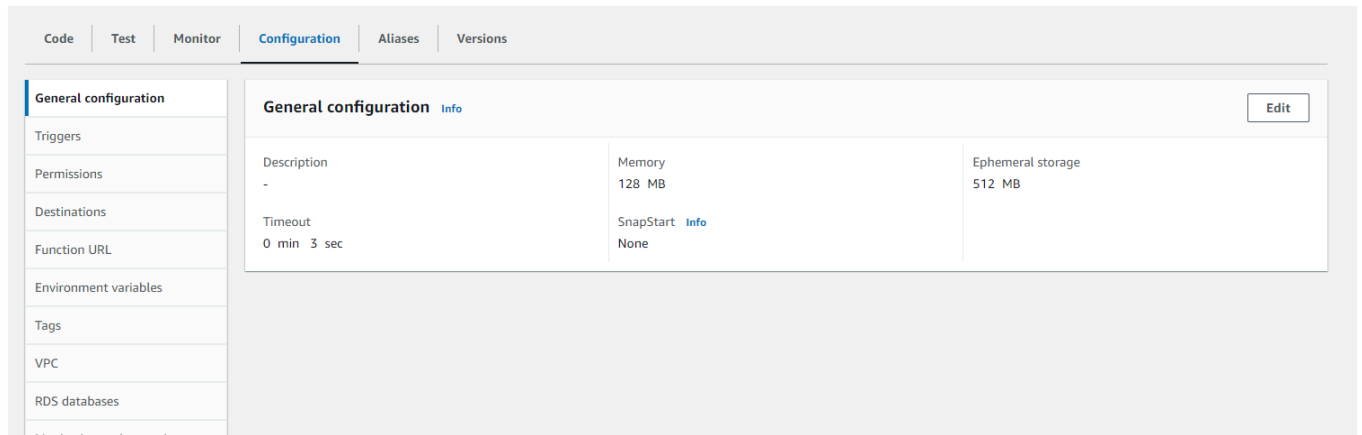 Code Test Monitor Configuration Aliases Versions
General configuration
Triggers
Permissions
Destinations
Function URL
Environment variables
Tags
VPC
RDS databases
General configuration Info
Edit
Description
-
Memory
128 MB
Ephemeral storage
512 MB
Timeout
0 min 3 sec
SnapStart Info
None